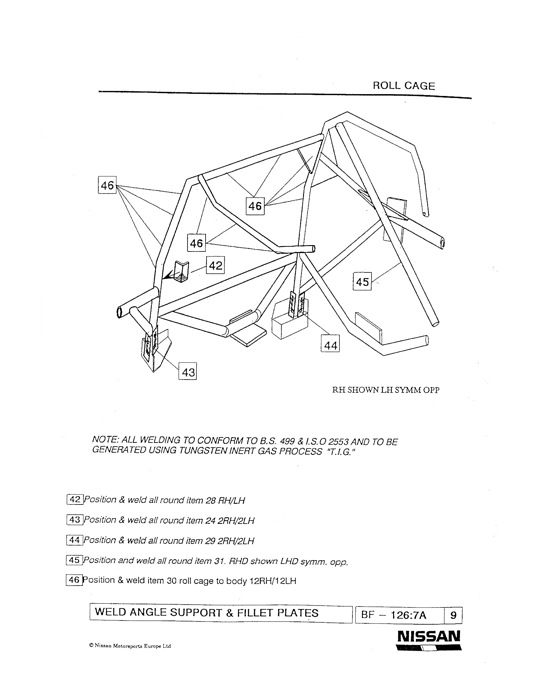 ROLL CAGE
46
46
46
42
45
44
43
RH SHOWN LH SYMM OPP
NOTE: ALL WELDING TO CONFORM TO B.S. 499 & I.S.O 2553 AND TO BE
GENERATED USING TUNGSTEN INERT GAS PROCESS "T.I.G."
42 Position & weld all round item 28 RH/LH
43 Position & weld all round item 24 2RH/2LH
44 Position & weld all round item 29 2RH/2LH
45 Position and weld all round item 31. RHD shown LHD symm. opp.
46 Position & weld item 30 roll cage to body 12RH/12LH
WELD ANGLE SUPPORT & FILLET PLATES BF – 126:7A 9
© Nissan Motorsports Europe Ltd
NISSAN